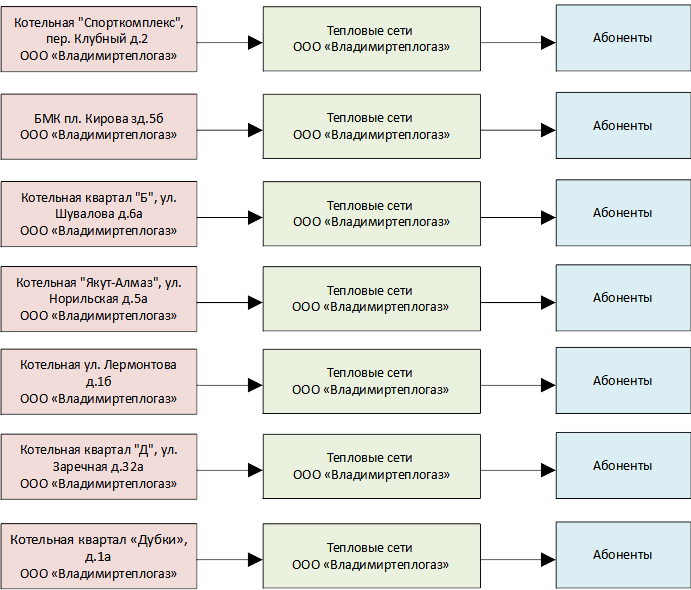 Котельная "Спорткомплекс",
пер. Клубный д.2
ООО «Владимиртеплогаз»
Тепловые сети
ООО «Владимиртеплогаз»
Абоненты
БМК пл. Кирова зд.5б
ООО «Владимиртеплогаз»
Тепловые сети
ООО «Владимиртеплогаз»
Абоненты
Котельная квартал "Б", ул.
Шувалова д.6а
ООО «Владимиртеплогаз»
Тепловые сети
ООО «Владимиртеплогаз»
Абоненты
Котельная "Якут-Алмаз", ул.
Норильская д.5а
ООО «Владимиртеплогаз»
Тепловые сети
ООО «Владимиртеплогаз»
Абоненты
Котельная ул. Лермонтова
д.1б
ООО «Владимиртеплогаз»
Тепловые сети
ООО «Владимиртеплогаз»
Абоненты
Котельная квартал "Д", ул.
Заречная д.32а
ООО «Владимиртеплогаз»
Тепловые сети
ООО «Владимиртеплогаз»
Абоненты
Котельная квартал «Дубки»,
д.1а
ООО «Владимиртеплогаз»
Тепловые сети
ООО «Владимиртеплогаз»
Абоненты